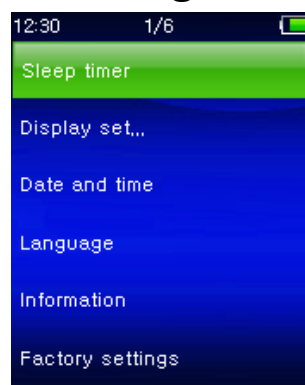 12:30 1/6
Sleep timer
Display set,,,
Date and time
Language
Information
Factory settings